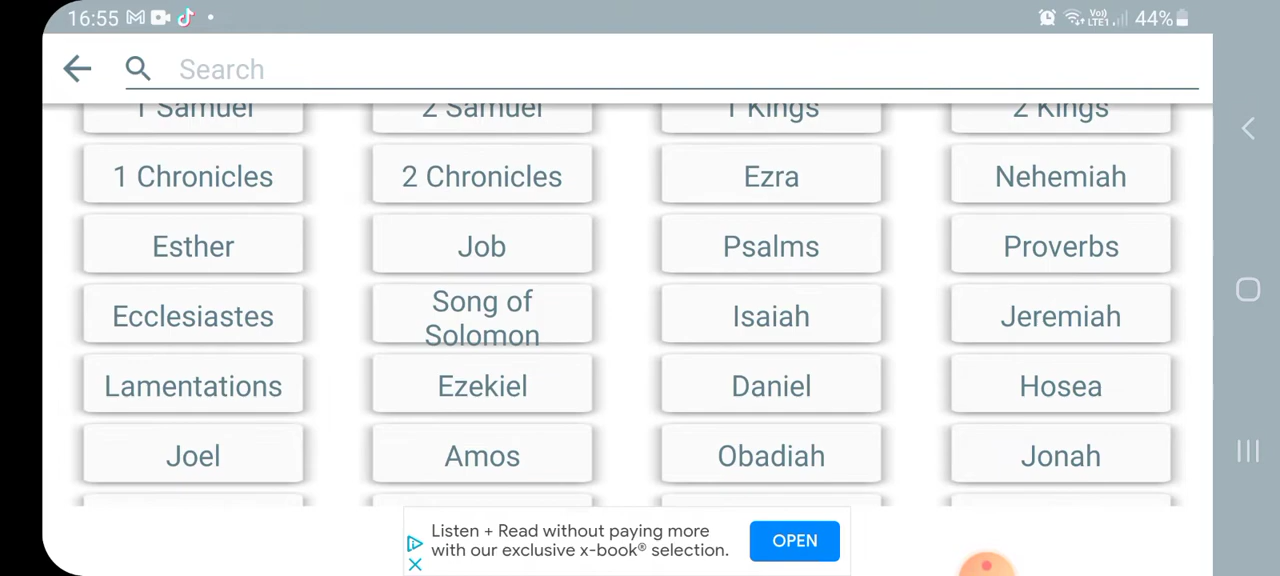 16:55 44%
Vo)) LTE1
Search
1 Samuel 2 Samuel 1 Kings 2 Kings
1 Chronicles 2 Chronicles Ezra Nehemiah
Esther Job Psalms Proverbs
Ecclesiastes Song of Solomon Isaiah Jeremiah
Lamentations Ezekiel Daniel Hosea
Joel Amos Obadiah Jonah
Listen + Read without paying more
with our exclusive x-book® selection.
OPEN